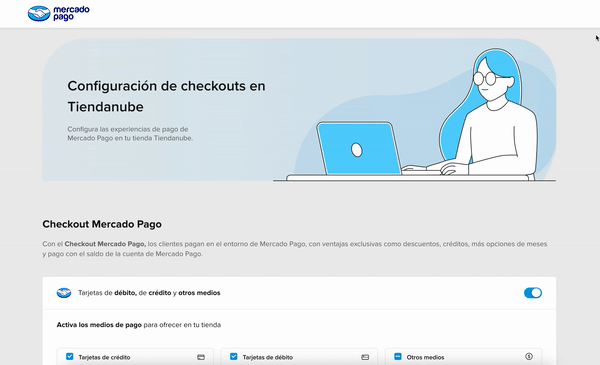 mercado
pago
Configuración de checkouts en
Tiendanube
Configura las experiencias de pago de
Mercado Pago en tu tienda Tiendanube.
Checkout Mercado Pago
Con el Checkout Mercado Pago, los clientes pagan en el entorno de Mercado Pago, con ventajas exclusivas como descuentos, créditos, más opciones de meses
y pago con el saldo de la cuenta de Mercado Pago.
Tarjetas de débito, de crédito y otros medios
Activa los medios de pago para ofrecer en tu tienda
Tarjetas de crédito
Tarjetas de débito
Otros medios